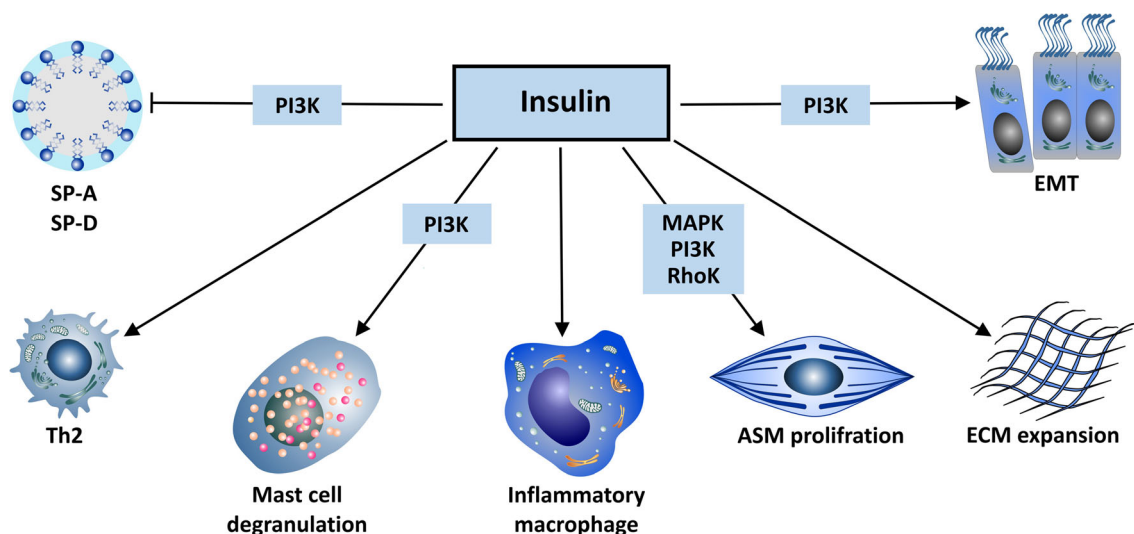 PI3K
Insulin
PI3K
SP-A
SP-D
EMT
PI3K
MAPK
PI3K
RhoK
Th2
Mast cell
degranulation
Inflammatory
macrophage
ASM prolifration
ECM expansion